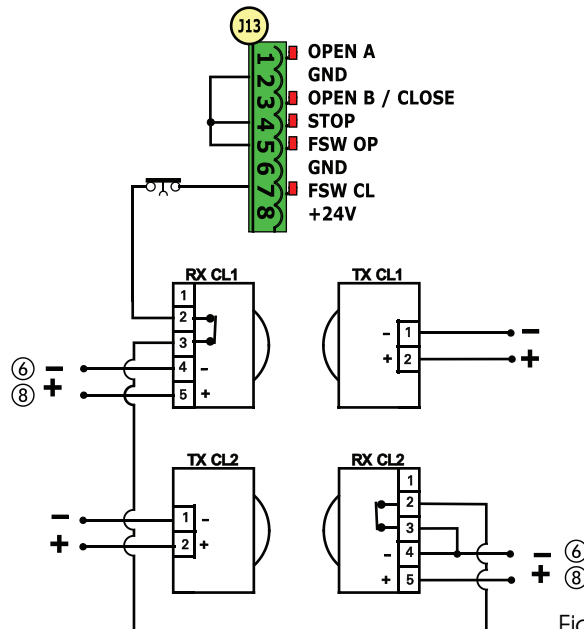 J13
1 OPEN A
2 GND
3 OPEN B / CLOSE
4 STOP
5 FSW OP
6 GND
7 FSW CL
8 +24V
RX CL1
1
2
3
4 -
5 +
6 -
8 +
TX CL1
- 1 -
+ 2 +
TX CL2
- 1 -
+ 2 +
RX CL2
1
2
3
- 4 - 6
+ 5 + 8
Fig